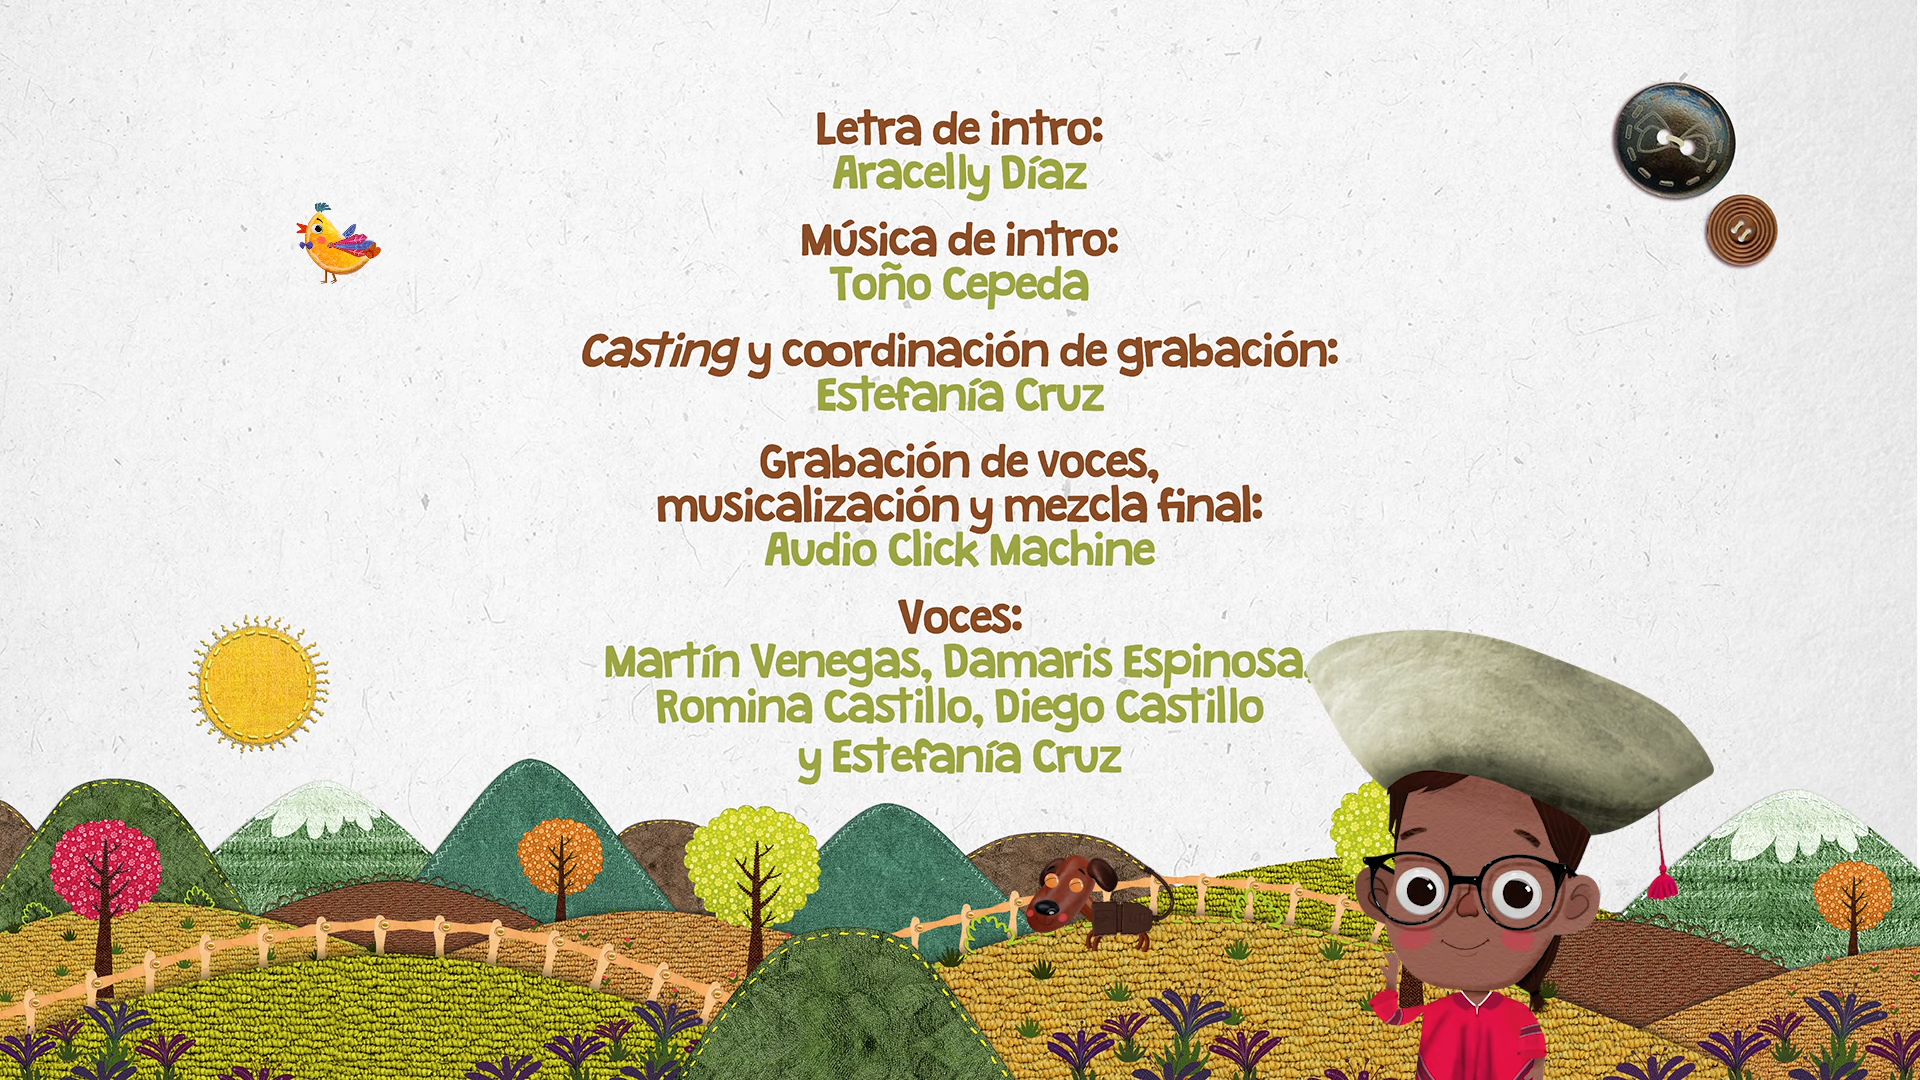 Letra de intro:
Aracelly Díaz
Música de intro:
Toño Cepeda
Casting y coordinación de grabación:
Estefanía Cruz
Grabación de voces,
musicalización y mezcla final:
Audio Click Machine
Voces:
Martín Venegas, Damaris Espinosa,
Romina Castillo, Diego Castillo
y Estefanía Cruz